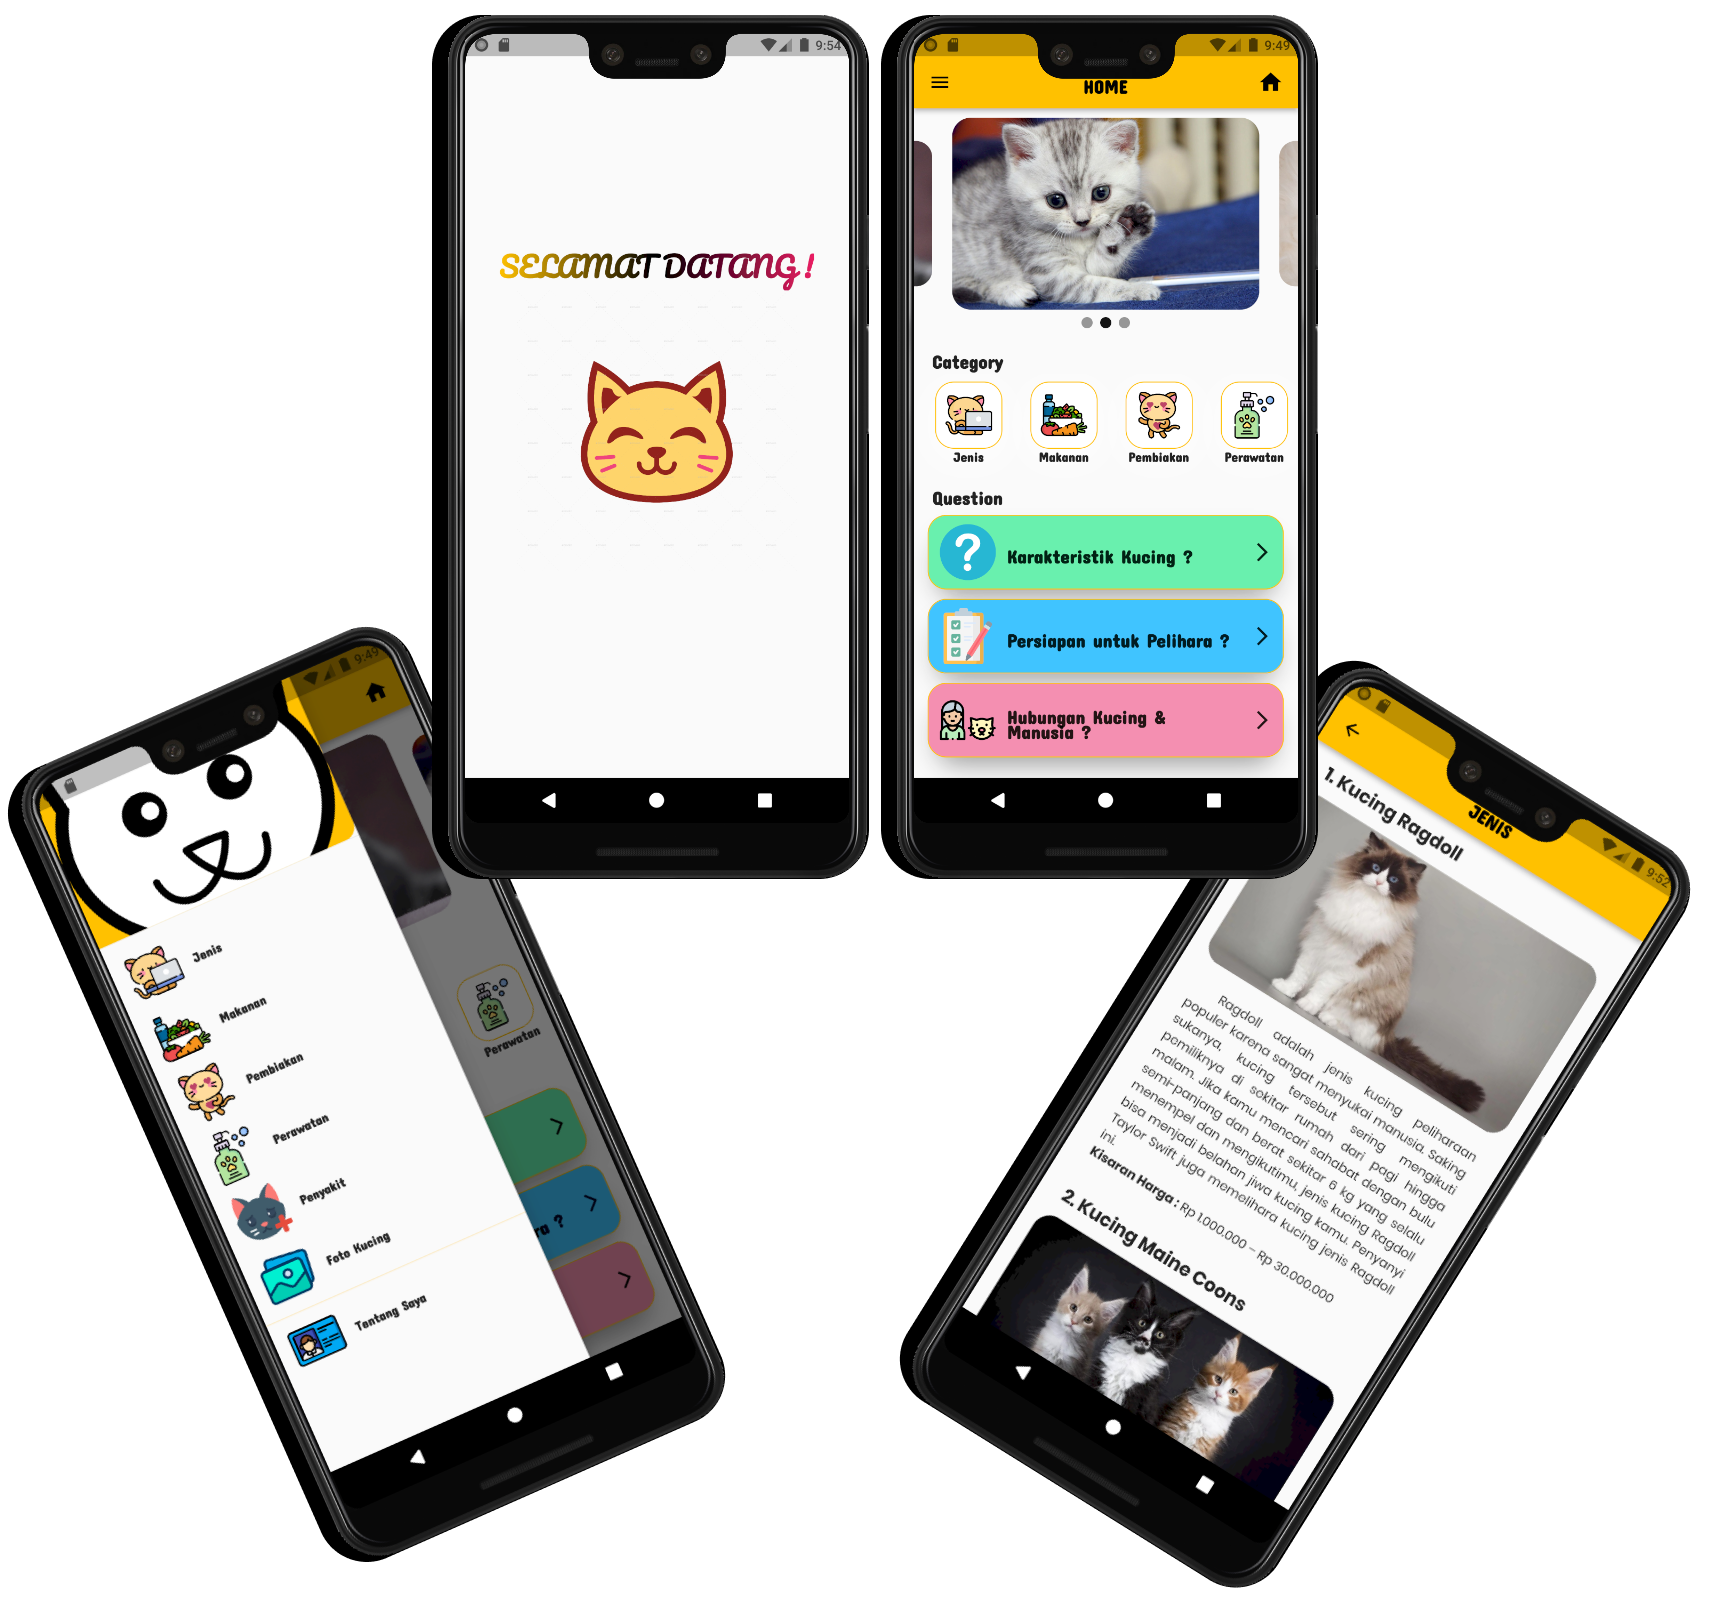 9:54
SELAMAT DATANG !
9:49
HOME
Category
Jenis
Makanan
Pembiakan
Perawatan
Question
Karakteristik Kucing ?
Persiapan untuk Pelihara ?
Hubungan Kucing &
Manusia ?
9:49
Jenis
Makanan
Pembiakan
Perawatan
Penyakit
Foto Kucing
Tentang Saya
Perawatan
ra ?
9:52
JENIS
1. Kucing Ragdoll
Ragdoll adalah jenis kucing peliharaan
populer karena sangat menyukai manusia. Saking
sukanya, kucing tersebut sering mengikuti
pemiliknya di sekitar rumah dari pagi hingga
malam. Jika kamu mencari sahabat dengan bulu
semi-panjang dan berat sekitar 6 kg yang selalu
menempel dan mengikutimu, jenis kucing Ragdoll
bisa menjadi belahan jiwa kucing kamu. Penyanyi
Taylor Swift juga memelihara kucing jenis Ragdoll
ini.
Kisaran Harga : Rp 1.000.000 – Rp 30.000.000
2. Kucing Maine Coons